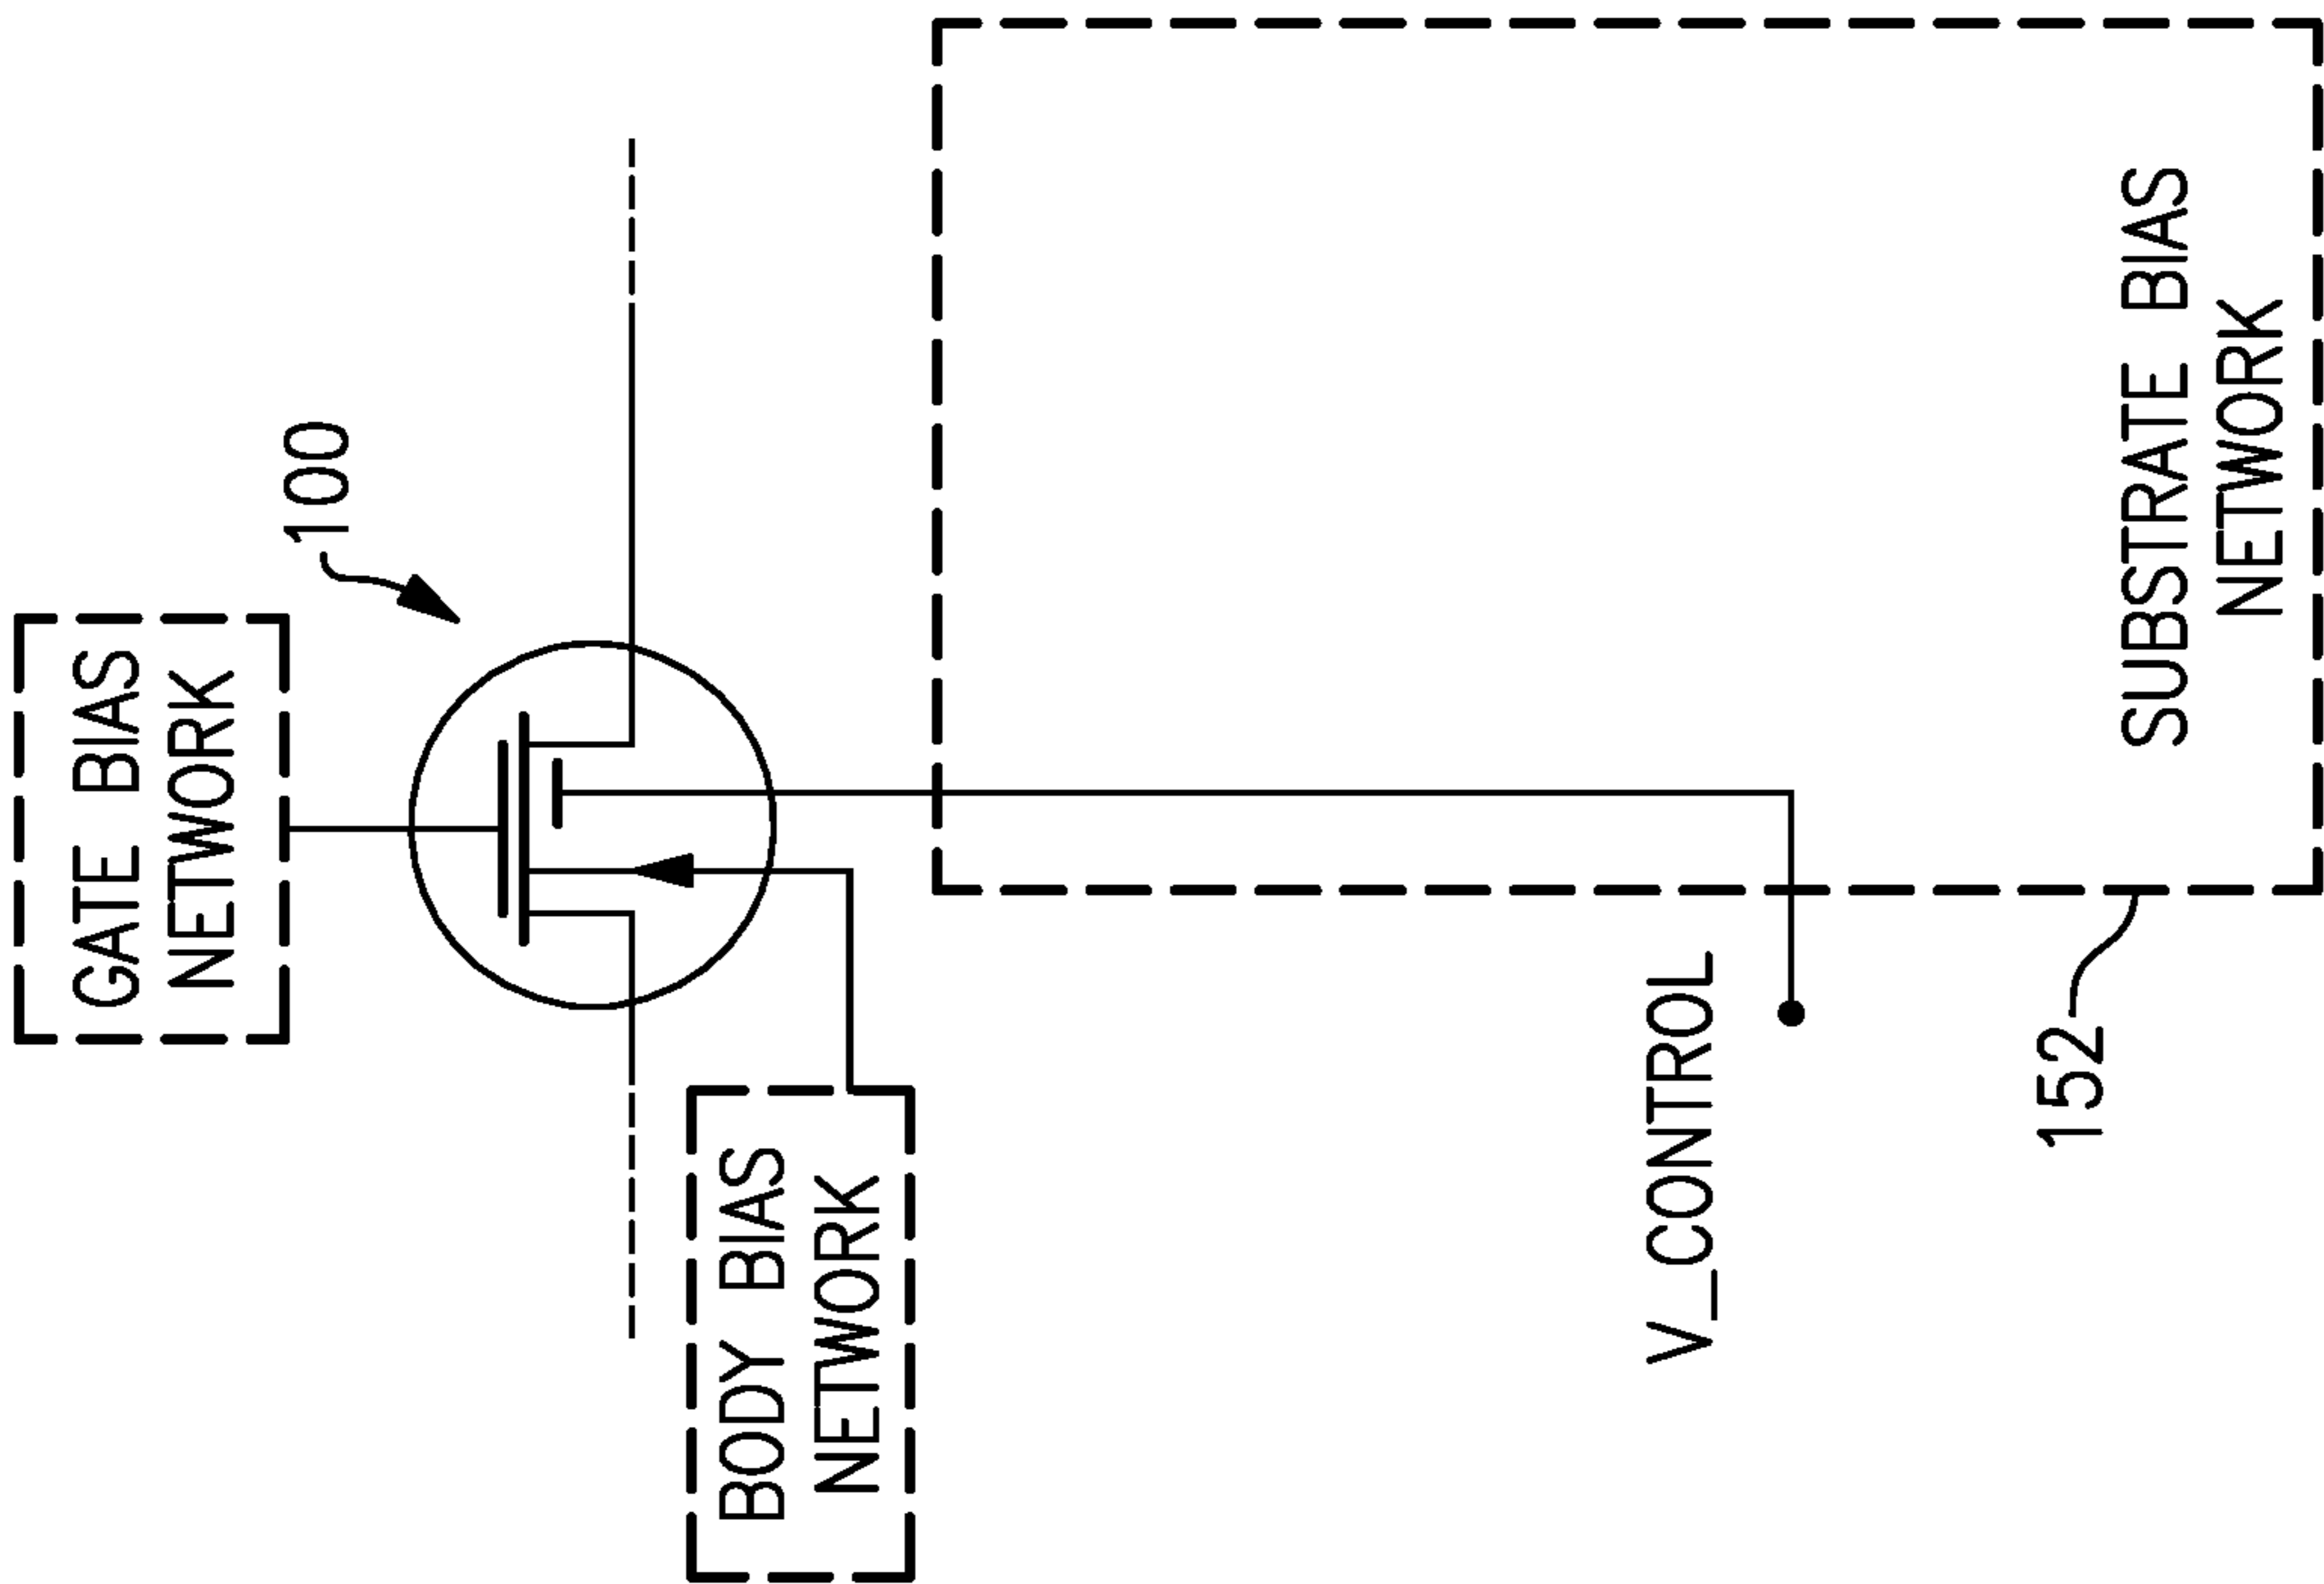 GATE BIAS
NETWORK
100
BODY BIAS
NETWORK
V_CONTROL
152
SUBSTRATE BIAS
NETWORK